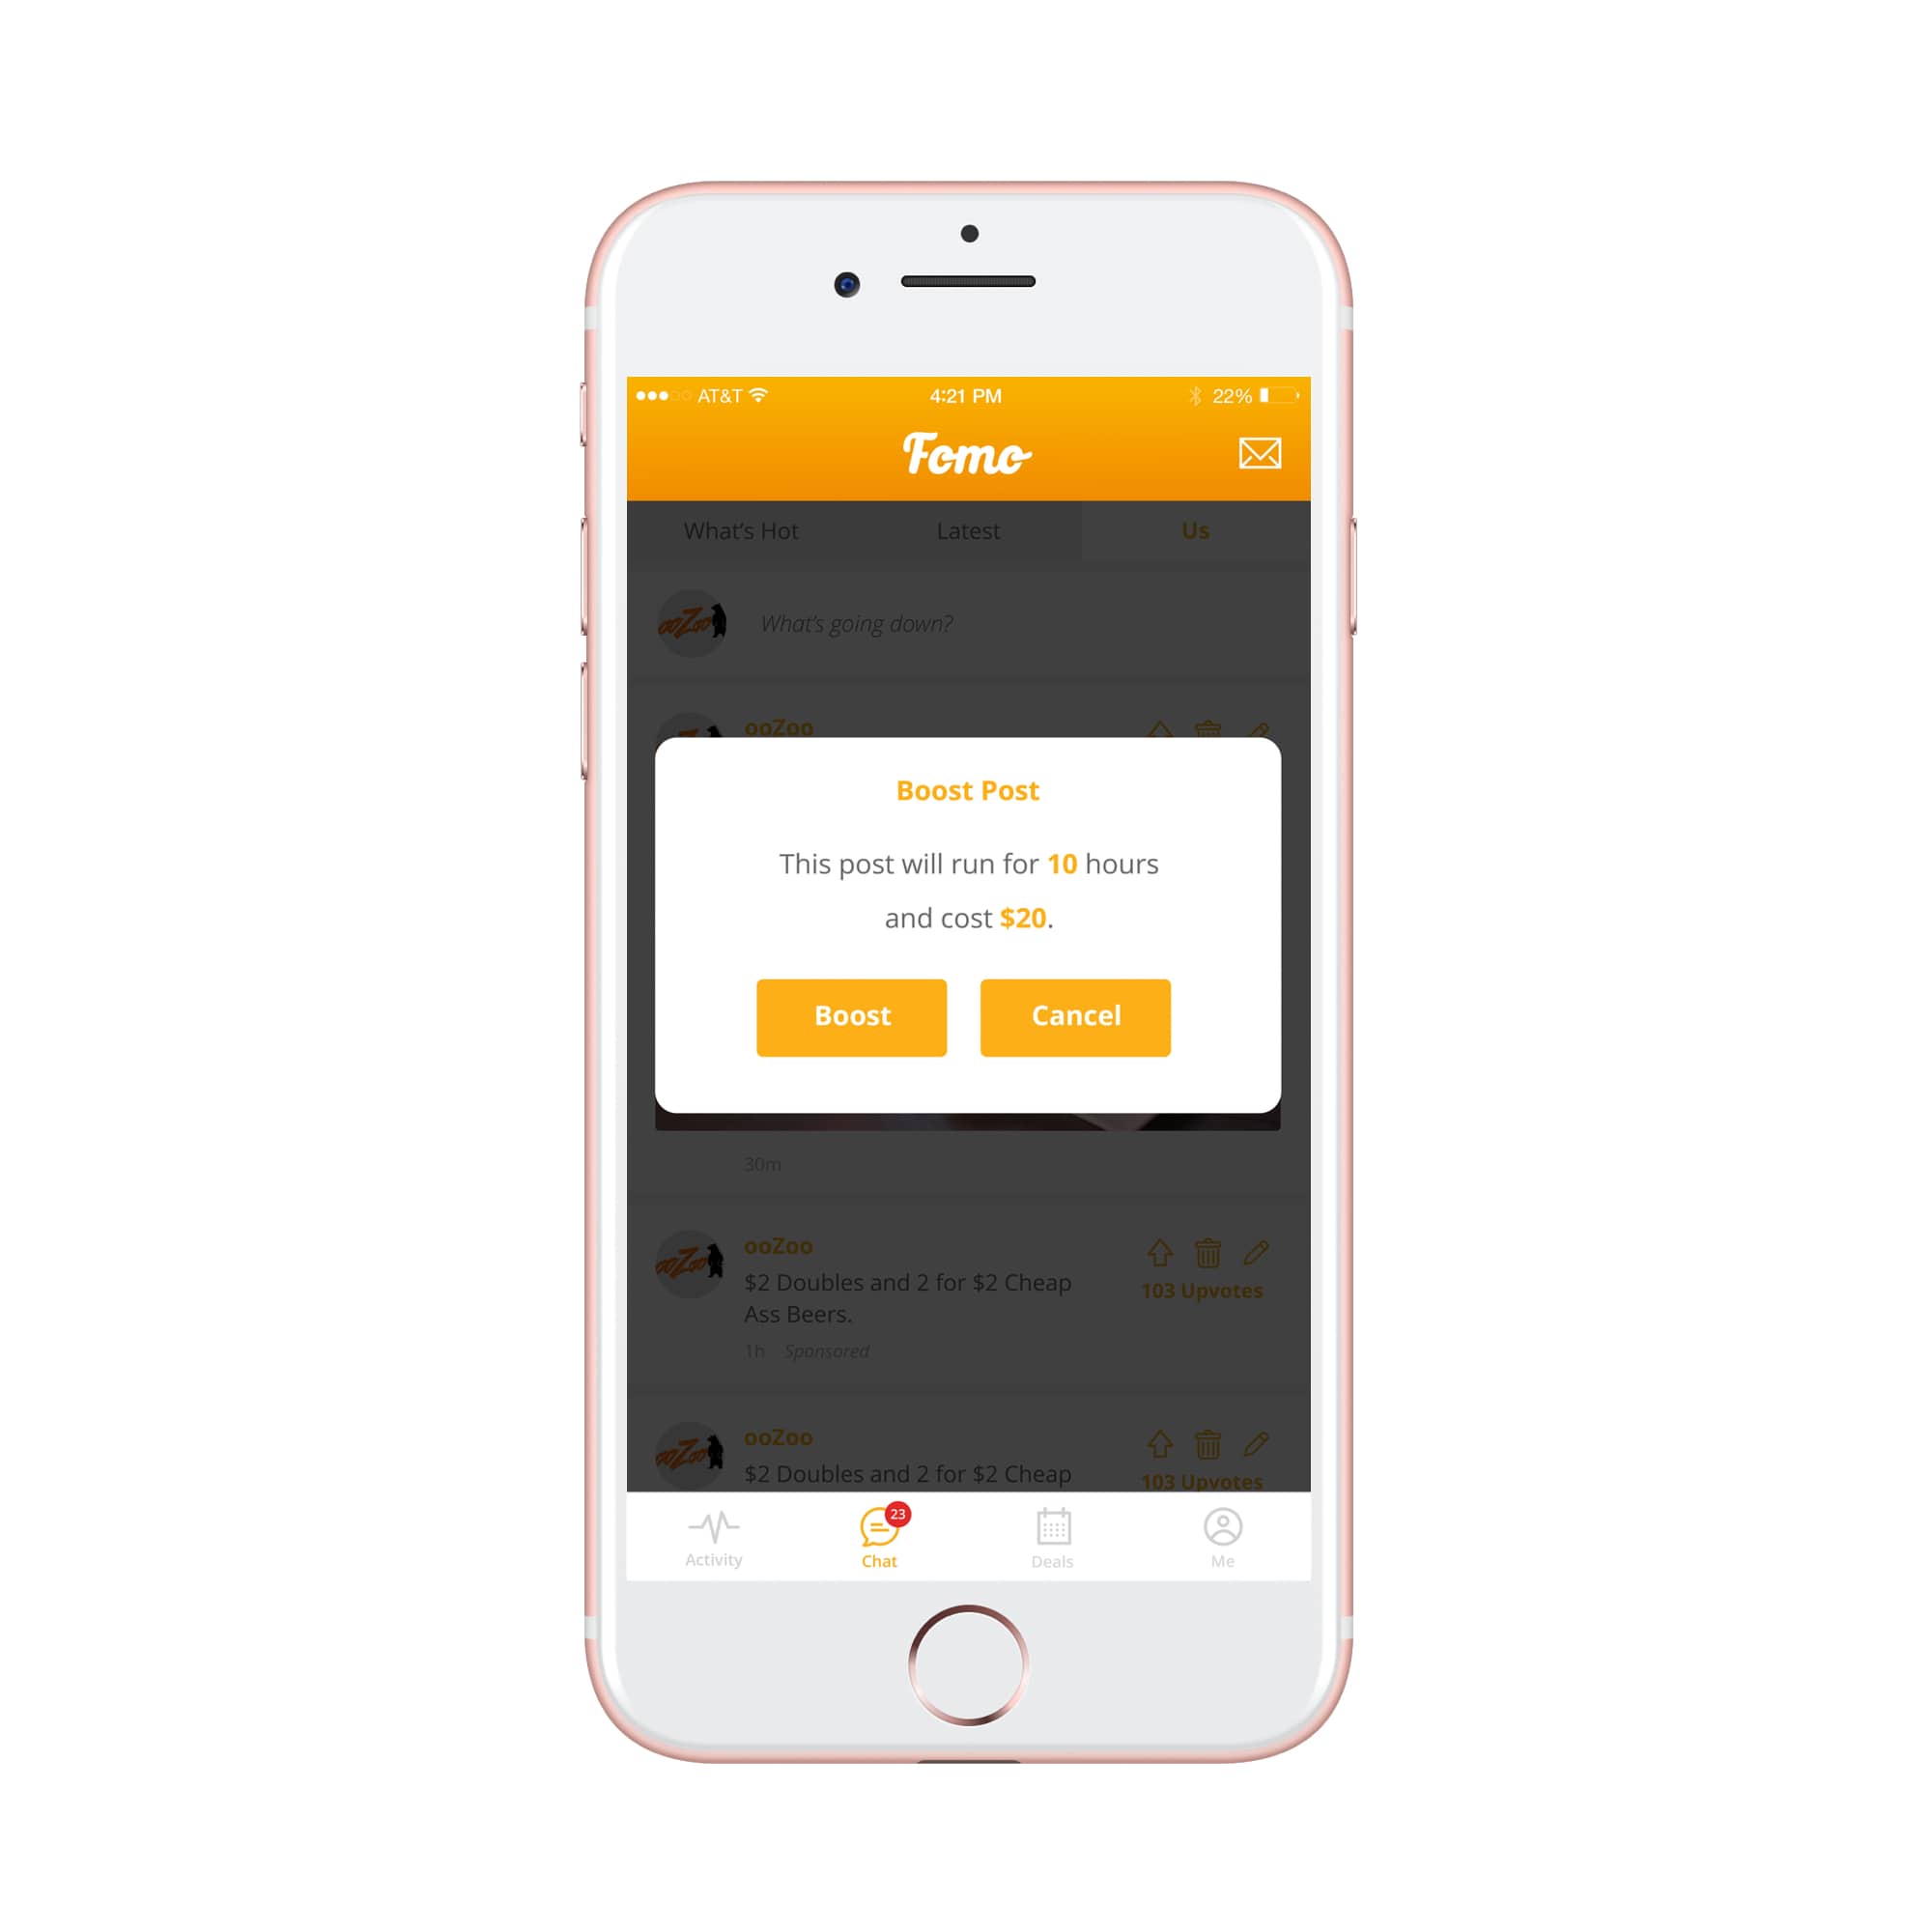 AT&T 4:21 PM 22%
Fomo
What's Hot Latest Us
ooZoo What's going down?
ooZoo
Boost Post
This post will run for 10 hours
and cost $20.
Boost Cancel
30m
ooZoo
ooZoo
$2 Doubles and 2 for $2 Cheap
Ass Beers.
103 Upvotes
1h Sponsored
ooZoo
ooZoo
$2 Doubles and 2 for $2 Cheap
103 Upvotes
23
Activity Chat Deals Me